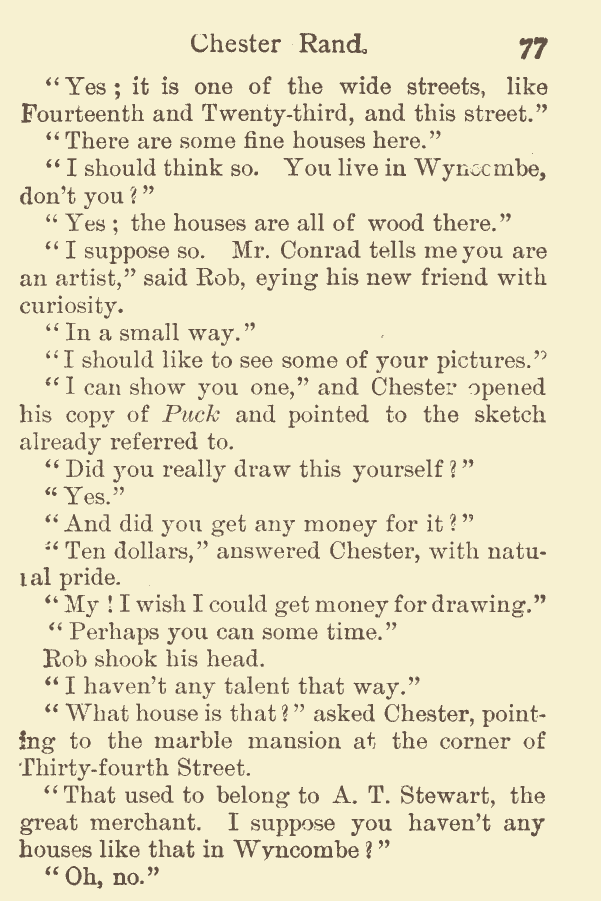 Chester Rand. 77
“Yes; it is one of the wide streets, like
Fourteenth and Twenty-third, and this street.”
“There are some fine houses here.”
“I should think so. You live in Wyncombe,
don’t you?”
“Yes; the houses are all of wood there.”
“I suppose so. Mr. Conrad tells me you are
an artist,” said Rob, eying his new friend with
curiosity.
“In a small way.”
“I should like to see some of your pictures.”
“I can show you one,” and Chester opened
his copy of Puck and pointed to the sketch
already referred to.
“Did you really draw this yourself?”
“Yes.”
“And did you get any money for it?”
“Ten dollars,” answered Chester, with natu-
ral pride.
“My! I wish I could get money for drawing.”
“Perhaps you can some time.”
Rob shook his head.
“I haven’t any talent that way.”
“What house is that?” asked Chester, point-
ing to the marble mansion at the corner of
Thirty-fourth Street.
“That used to belong to A. T. Stewart, the
great merchant. I suppose you haven’t any
houses like that in Wyncombe?”
“Oh, no.”